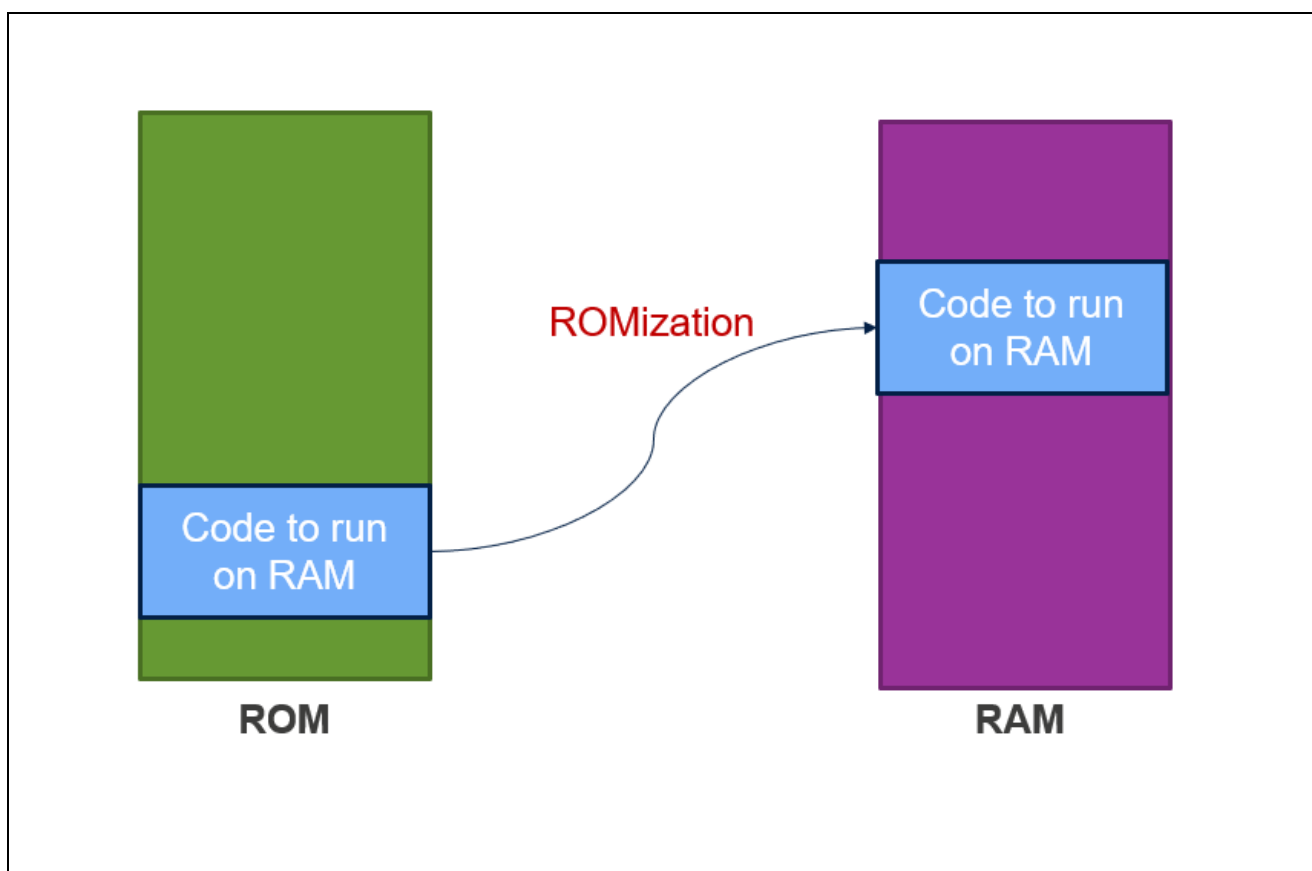 ROMization
Code to run
on RAM
Code to run
on RAM
ROM
RAM